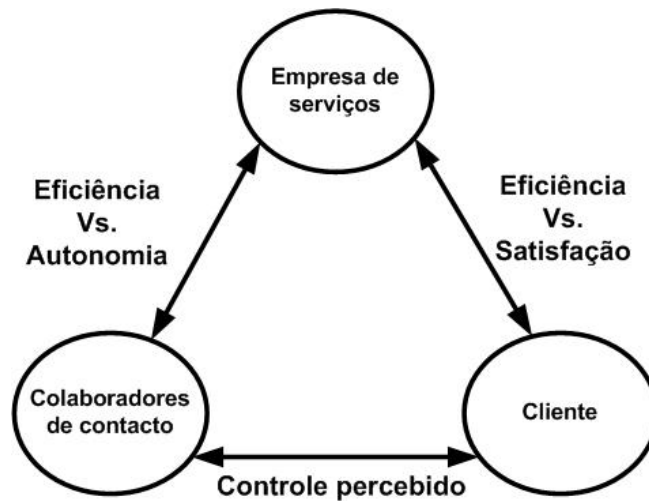 Empresa de
serviços
Eficiência
Vs.
Autonomia
Eficiência
Vs.
Satisfação
Colaboradores
de contacto
Cliente
Controle percebido